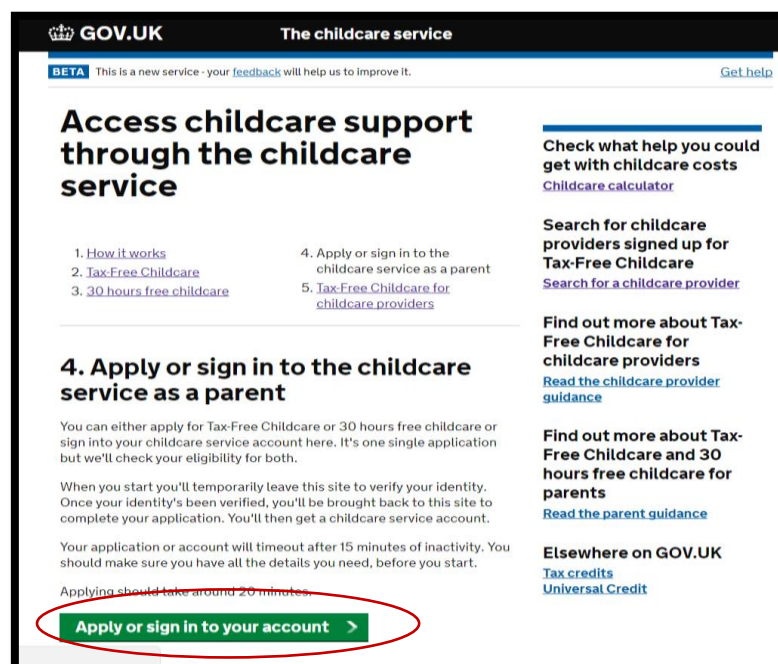 GOV.UK The childcare service
BETA This is a new service - your feedback will help us to improve it. Get help
Access childcare support
through the childcare
service
1. How it works
2. Tax-Free Childcare
3. 30 hours free childcare
4. Apply or sign in to the
childcare service as a parent
5. Tax-Free Childcare for
childcare providers
4. Apply or sign in to the childcare
service as a parent
You can either apply for Tax-Free Childcare or 30 hours free childcare or
sign into your childcare service account here. It's one single application
but we'll check your eligibility for both.
When you start you'll temporarily leave this site to verify your identity.
Once your identity's been verified, you'll be brought back to this site to
complete your application. You'll then get a childcare service account.
Your application or account will timeout after 15 minutes of inactivity. You
should make sure you have all the details you need, before you start.
Applying should take around 20 minutes.
Apply or sign in to your account >
Check what help you could
get with childcare costs
Childcare calculator
Search for childcare
providers signed up for
Tax-Free Childcare
Search for a childcare provider
Find out more about Tax-
Free Childcare for
childcare providers
Read the childcare provider
guidance
Find out more about Tax-
Free Childcare and 30
hours free childcare for
parents
Read the parent guidance
Elsewhere on GOV.UK
Tax credits
Universal Credit